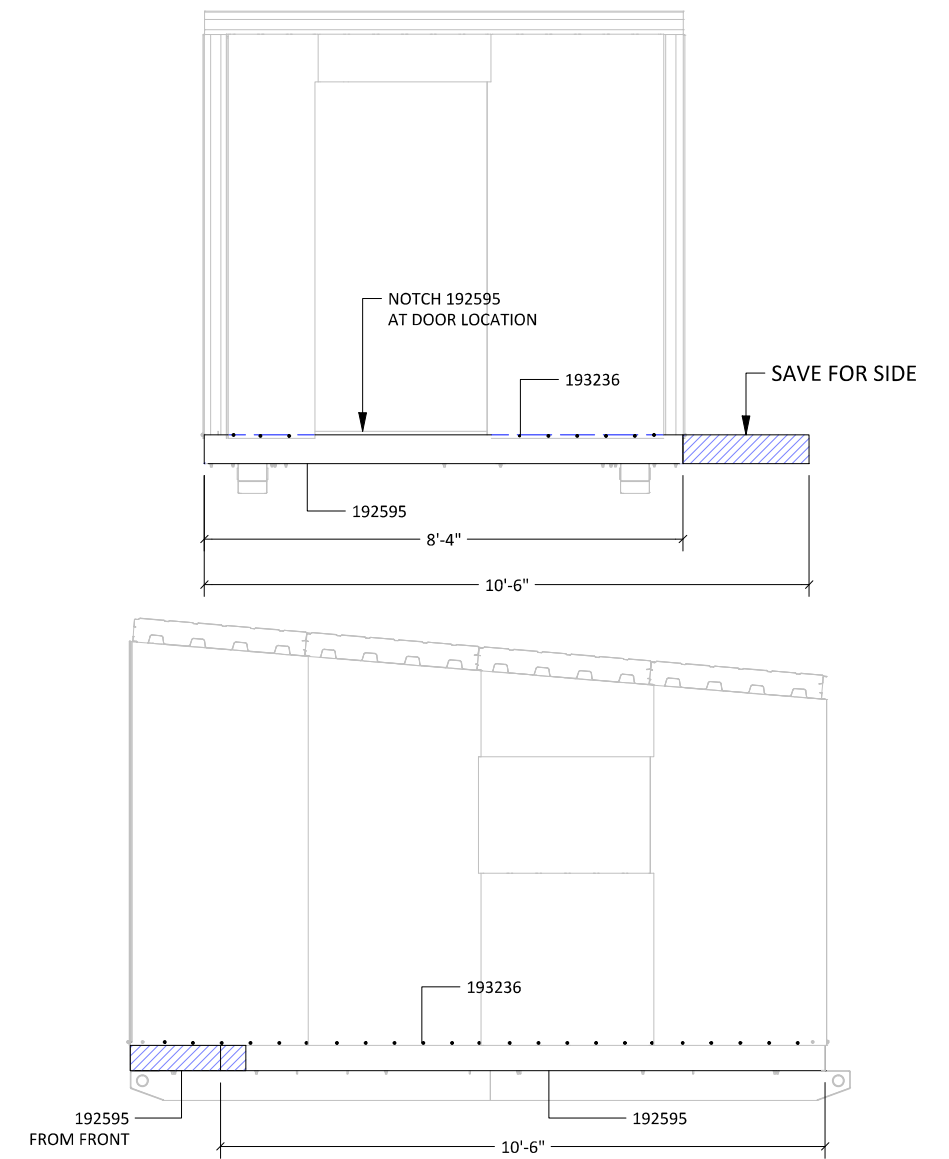 NOTCH 192595
AT DOOR LOCATION
193236
SAVE FOR SIDE
192595
8'-4"
10'-6"
193236
192595
FROM FRONT
192595
10'-6"